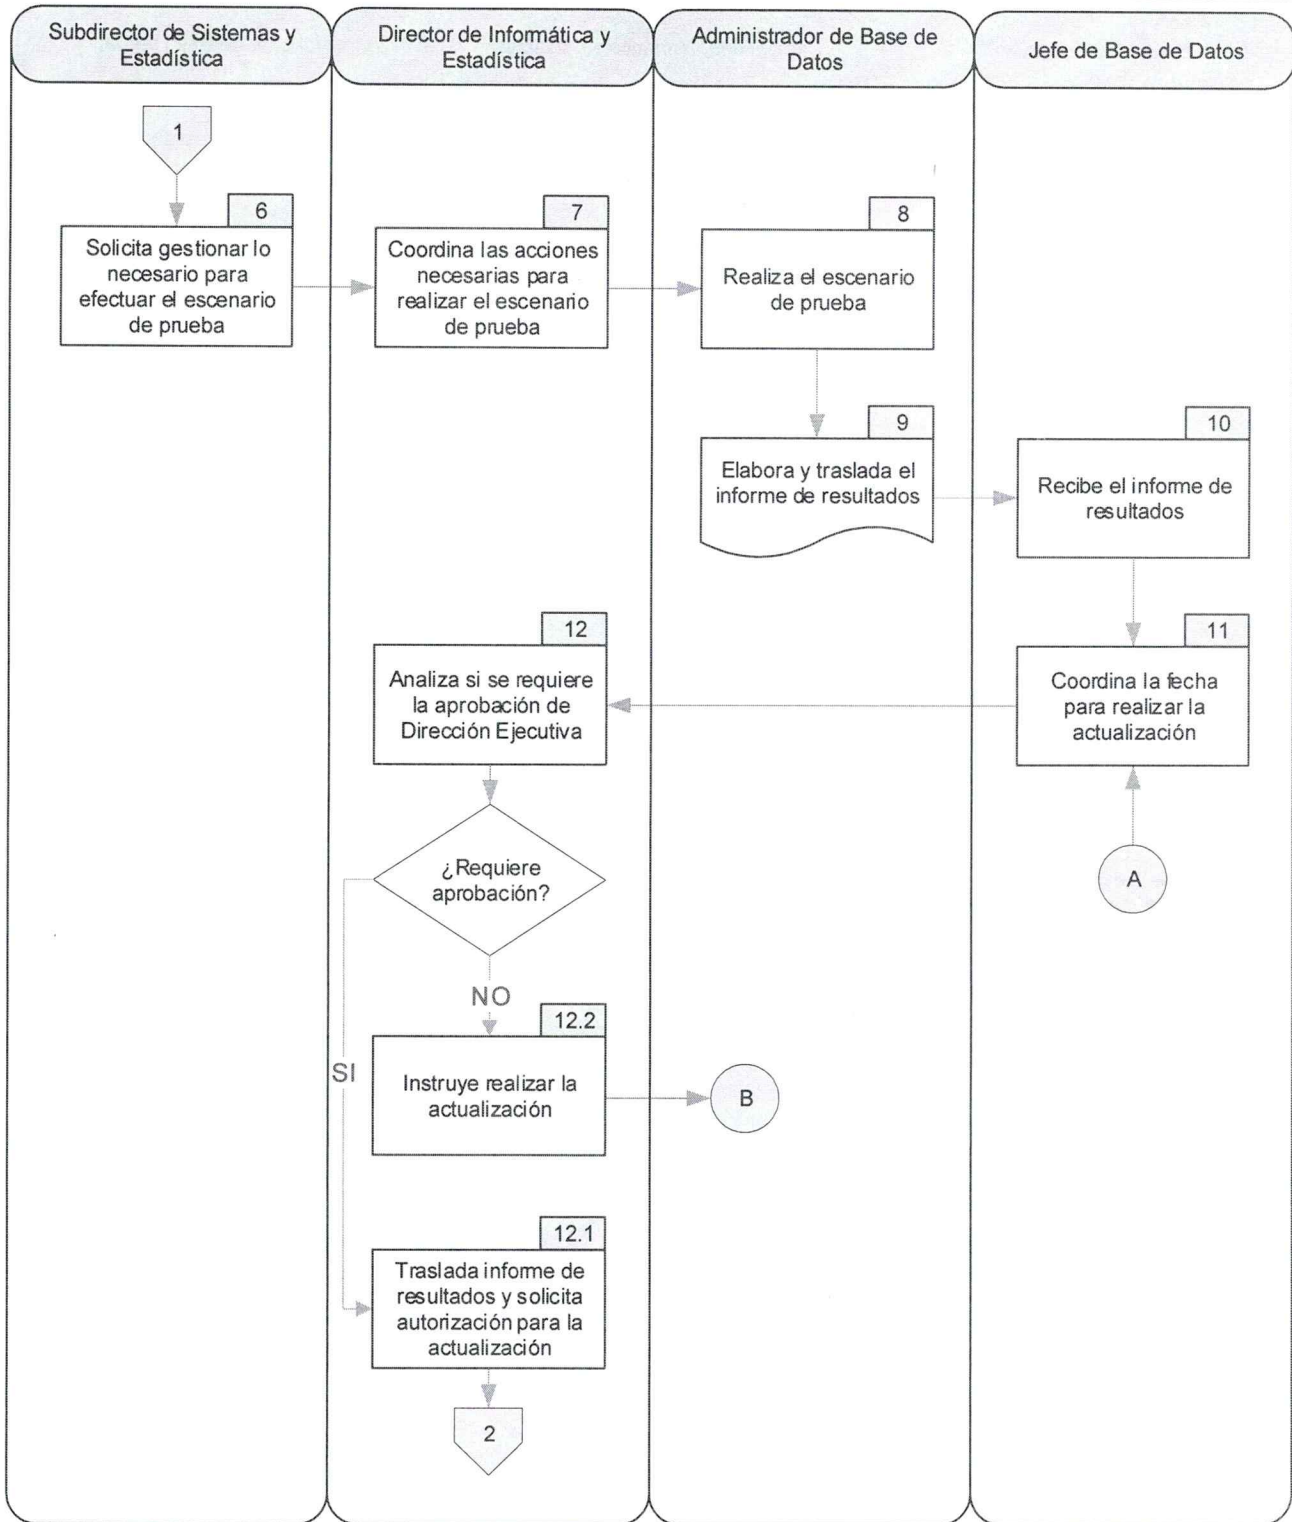 Subdirector de Sistemas y
Estadística
Director de Informática y
Estadística
Administrador de Base de
Datos
Jefe de Base de Datos
1
6
Solicita gestionar lo
necesario para
efectuar el escenario
de prueba
7
Coordina las acciones
necesarias para
realizar el escenario
de prueba
8
Realiza el escenario
de prueba
9
Elabora y traslada el
informe de resultados
10
Recibe el informe de
resultados
11
Coordina la fecha
para realizar la
actualización
12
Analiza si se requiere
la aprobación de
Dirección Ejecutiva
¿Requiere
aprobación?
A
NO
SI
12.2
Instruye realizar la
actualización
B
12.1
Traslada informe de
resultados y solicita
autorización para la
actualización
2